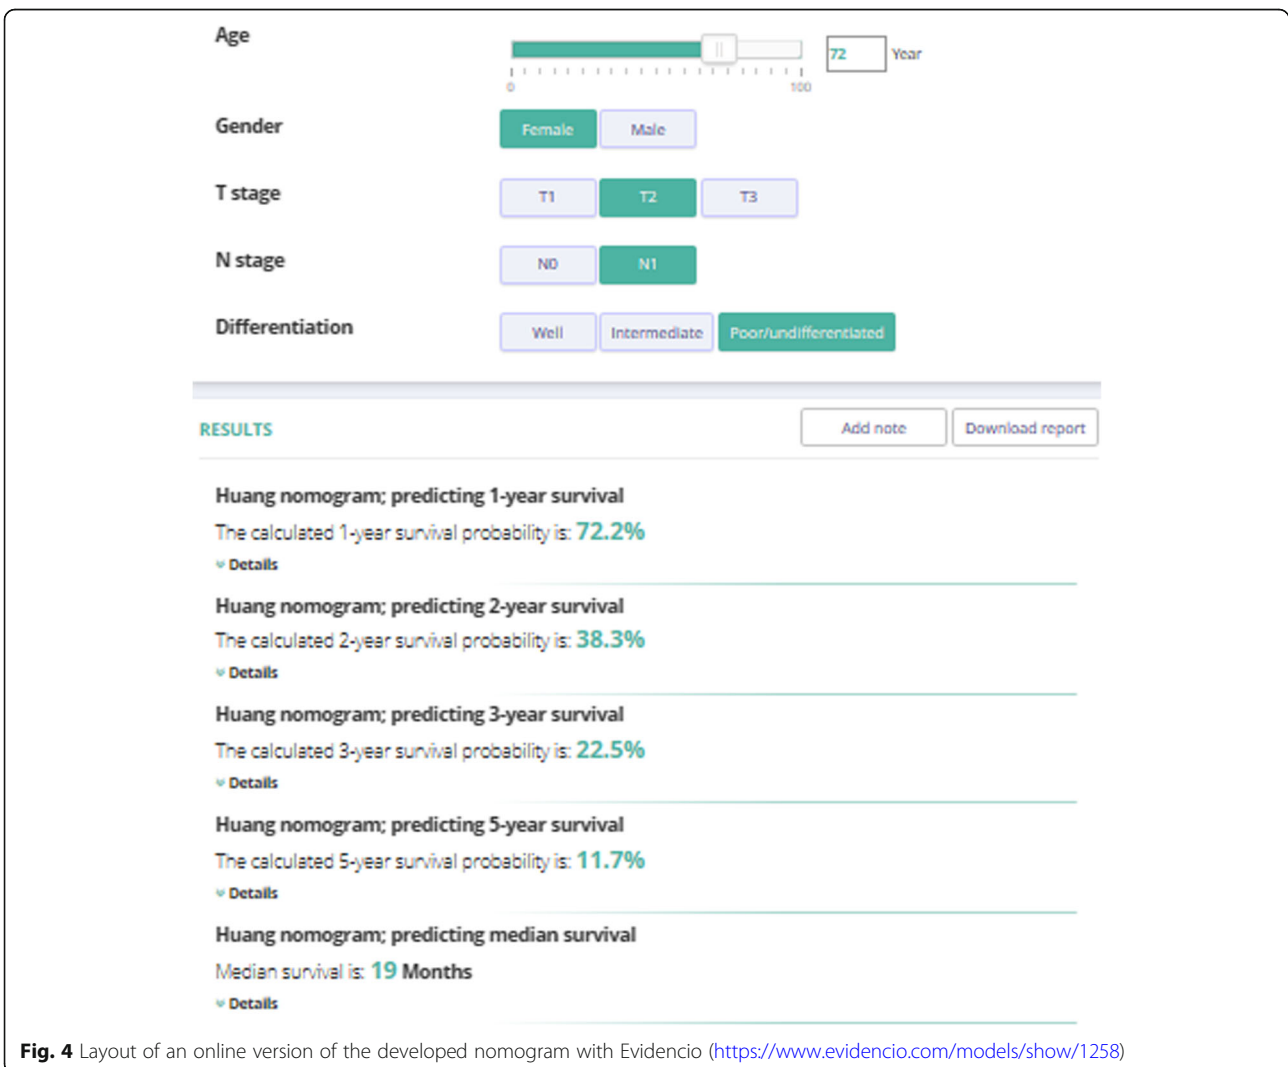 Age
72 Year
0 100
Gender Female Male
T stage T1 T2 T3
N stage N0 N1
Differentiation Well Intermediate Poor/undifferentiated
RESULTS Add note Download report
Huang nomogram; predicting 1-year survival
The calculated 1-year survival probability is: 72.2%
Details
Huang nomogram; predicting 2-year survival
The calculated 2-year survival probability is: 38.3%
Details
Huang nomogram; predicting 3-year survival
The calculated 3-year survival probability is: 22.5%
Details
Huang nomogram; predicting 5-year survival
The calculated 5-year survival probability is: 11.7%
Details
Huang nomogram; predicting median survival
Median survival is: 19 Months
Details
Fig. 4 Layout of an online version of the developed nomogram with Evidencio (https://www.evidencio.com/models/show/1258)